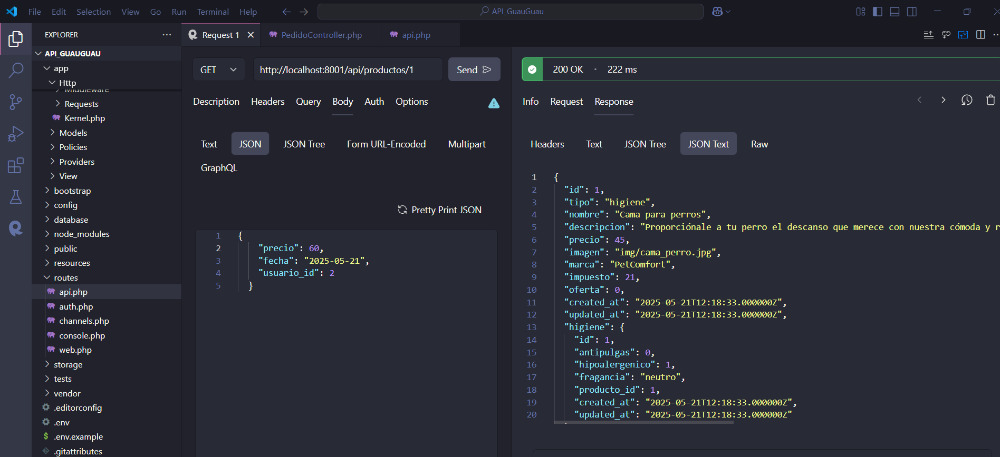 File Edit Selection View Go Run Terminal Help
API_GuauGuau
EXPLORER
API_GUAUGUAU
app
Http
Middleware
Requests
Kernel.php
Models
Policies
Providers
View
bootstrap
config
database
node_modules
public
resources
routes
api.php
auth.php
channels.php
console.php
web.php
storage
tests
vendor
.editorconfig
.env
$ .env.example
.gitattributes
Request 1
PedidoController.php
api.php
GET
http://localhost:8001/api/productos/1
Send
Description Headers Query Body Auth Options
Text JSON JSON Tree Form URL-Encoded Multipart
GraphQL
Pretty Print JSON
1 {
2 "precio": 60,
3 "fecha": "2025-05-21",
4 "usuario_id": 2
5 }
200 OK · 222 ms
Info Request Response
Headers Text JSON Tree JSON Text Raw
1 {
2 "id": 1,
3 "tipo": "higiene",
4 "nombre": "Cama para perros",
5 "descripcion": "Proporciónale a tu perro el descanso que merece con nuestra cómoda y r
6 "precio": 45,
7 "imagen": "img/cama_perro.jpg",
8 "marca": "PetComfort",
9 "impuesto": 21,
10 "oferta": 0,
11 "created_at": "2025-05-21T12:18:33.000000Z",
12 "updated_at": "2025-05-21T12:18:33.000000Z",
13 "higiene": {
14 "id": 1,
15 "antipulgas": 0,
16 "hipoalergenico": 1,
17 "fragancia": "neutro",
18 "producto_id": 1,
19 "created_at": "2025-05-21T12:18:33.000000Z",
20 "updated_at": "2025-05-21T12:18:33.000000Z"